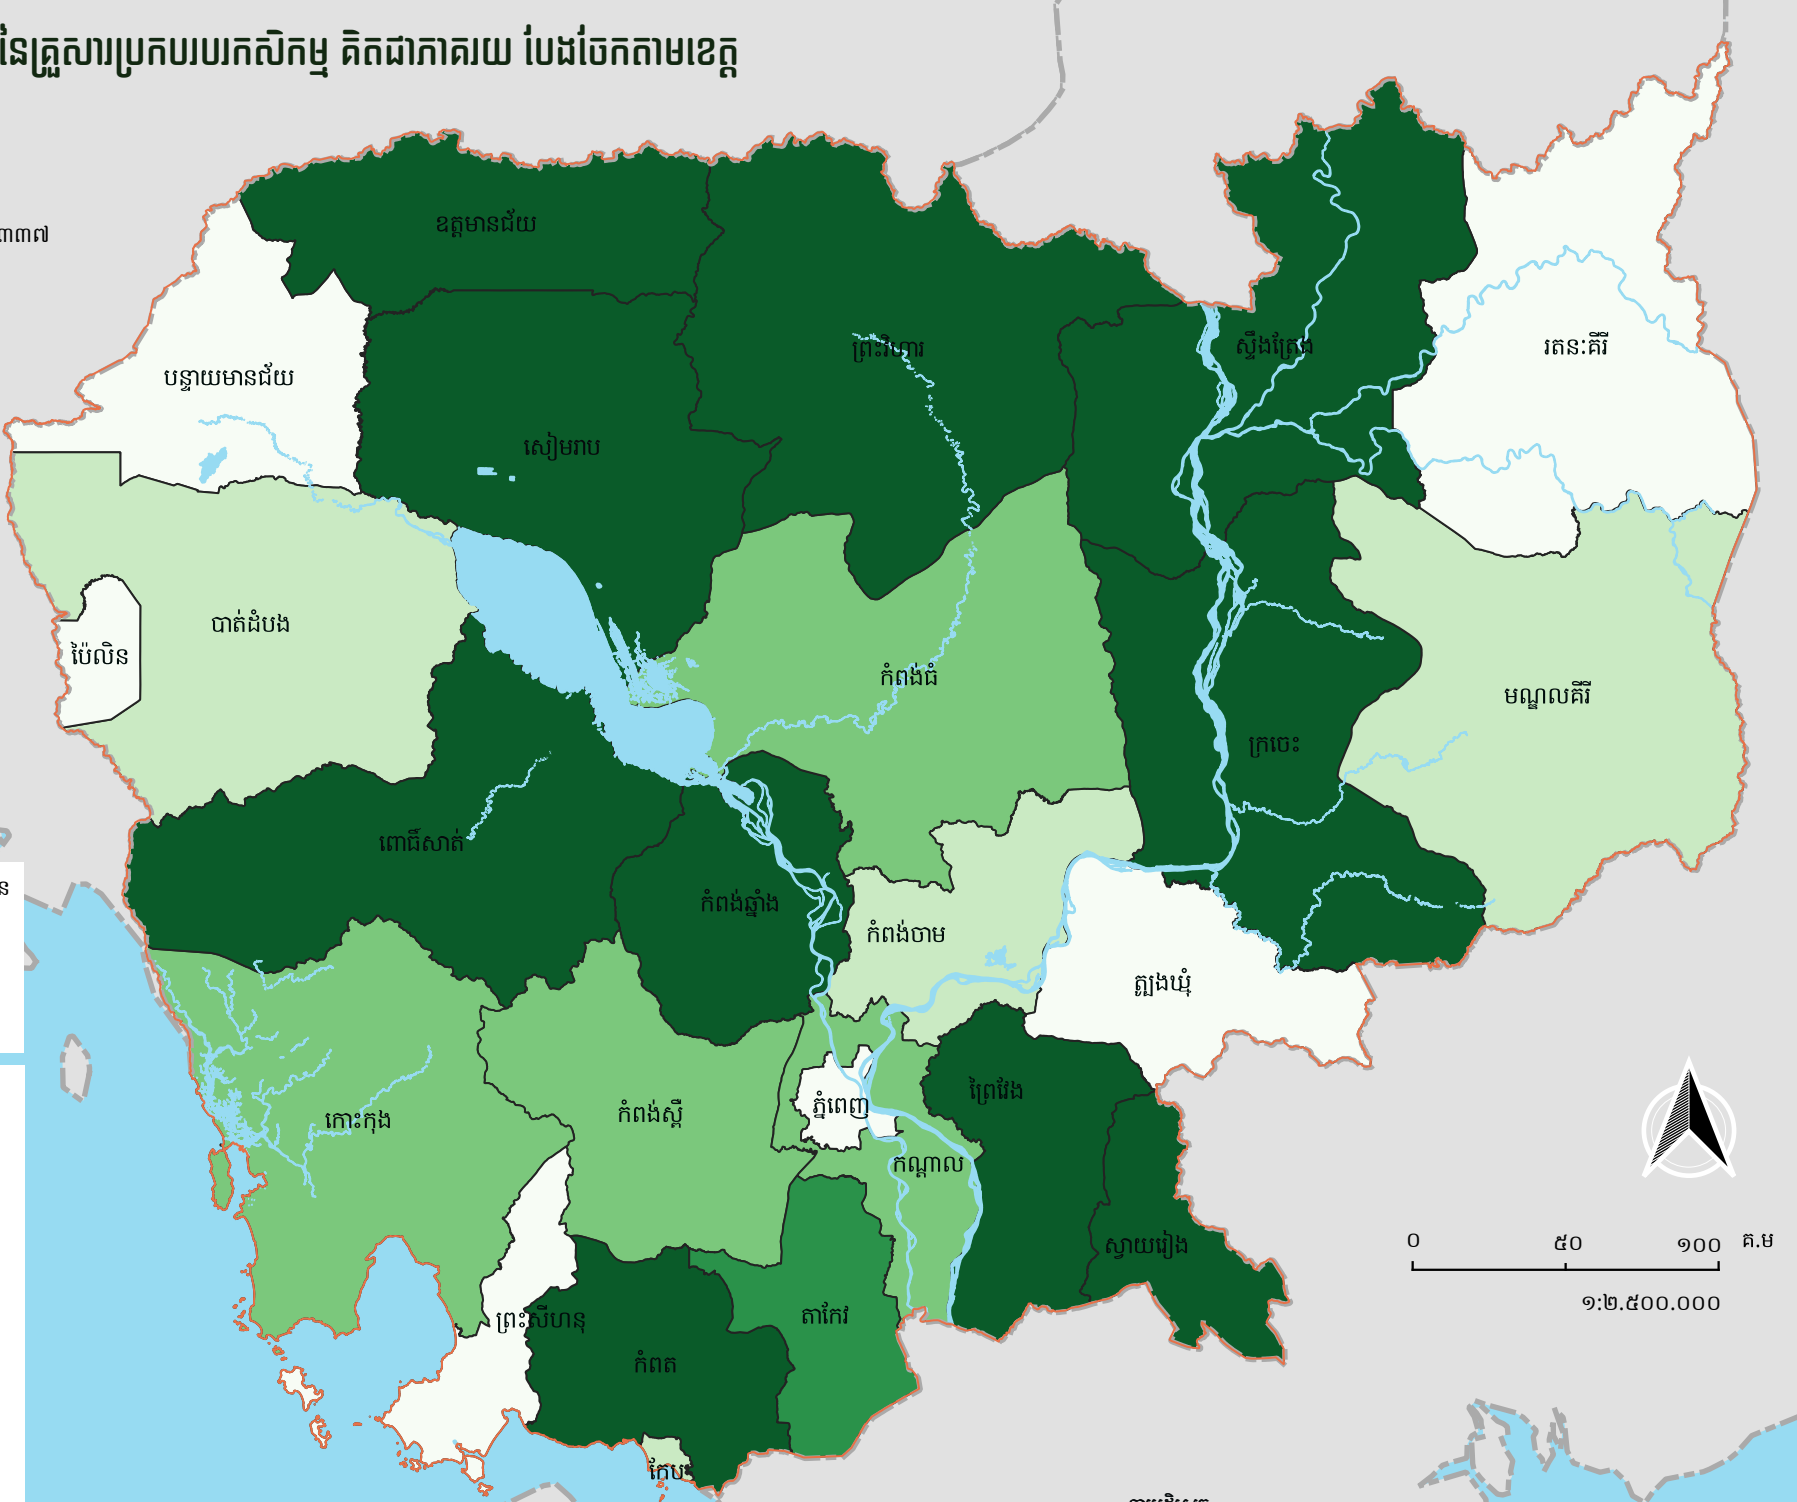 នៃគ្រួសារប្រកបរបរកសិកម្ម គិតជាភាគរយ បែងចែកតាមខេត្ត
៣៣៧
ឧត្តមានជ័យ
ព្រះវិហារ
ស្ទឹងត្រែង
រតនៈគីរី
បន្ទាយមានជ័យ
សៀមរាប
បាត់ដំបង
ប៉ៃលិន
កំពង់ធំ
មណ្ឌលគីរី
ក្រចេះ
ពោធិ៍សាត់
កំពង់ឆ្នាំង
ន
កំពង់ចាម
ត្បូងឃ្មុំ
ព្រៃវែង
ភ្នំពេញ
កំពង់ស្ពឺ
កោះកុង
កណ្តាល
ស្វាយរៀង
0 ៥០ ១០០ គ.ម
១:២.៥០០.០០០
តាកែវ
ព្រះសីហនុ
កំពត
កែប